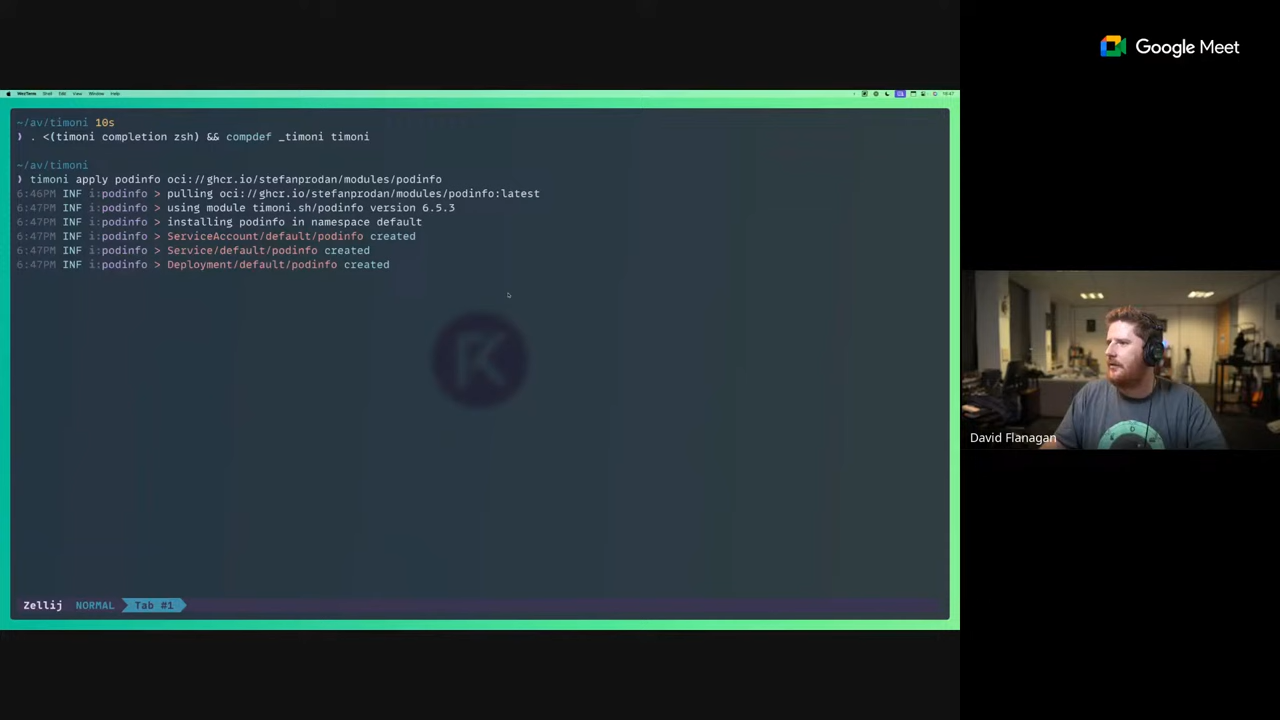 Google Meet
~/av/timoni 10s
) . <(timoni completion zsh) && compdef _timoni timoni
~/av/timoni
) timoni apply podinfo oci://ghcr.io/stefanprodan/modules/podinfo
6:46PM INF i:podinfo > pulling oci://ghcr.io/stefanprodan/modules/podinfo:latest
6:47PM INF i:podinfo > using module timoni.sh/podinfo version 6.5.3
6:47PM INF i:podinfo > installing podinfo in namespace default
6:47PM INF i:podinfo > ServiceAccount/default/podinfo created
6:47PM INF i:podinfo > Service/default/podinfo created
6:47PM INF i:podinfo > Deployment/default/podinfo created
Zellij NORMAL Tab #1
David Flanagan